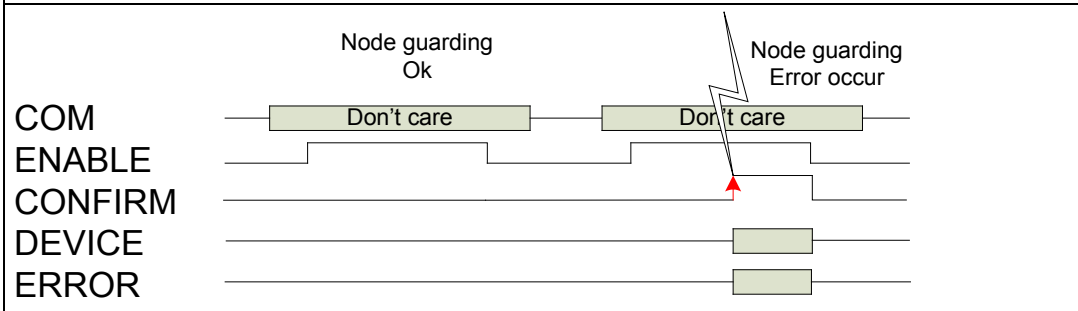 Node guarding
Ok
Node guarding
Error occur
COM
Don't care
Don't care
ENABLE
CONFIRM
DEVICE
ERROR